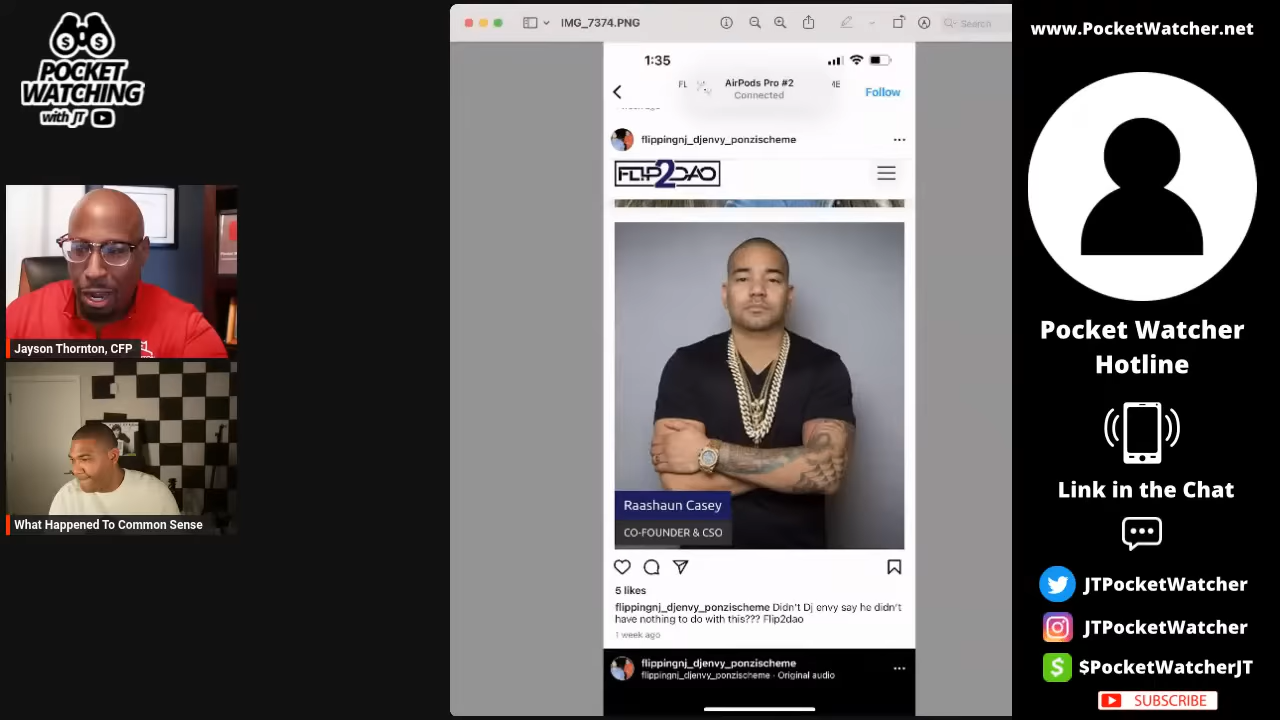 POCKET
WATCHING
with JT
Jayson Thornton, CFP
What Happened To Common Sense
IMG_7374.PNG
Search
1:35
FL
AirPods Pro #2
ME
Connected
Follow
flippingnj_djenvy_ponzischeme
FLIP2DAO
Raashaun Casey
CO-FOUNDER & CSO
5 likes
flippingnj_djenvy_ponzischeme Didn't Dj envy say he didn't
have nothing to do with this??? Flip2dao
1 week ago
flippingnj_djenvy_ponzischeme
flippingnj_djenvy_ponzischeme · Original audio
www.PocketWatcher.net
Pocket Watcher
Hotline
Link in the Chat
JTPocketWatcher
JTPocketWatcher
$PocketWatcherJT
SUBSCRIBE